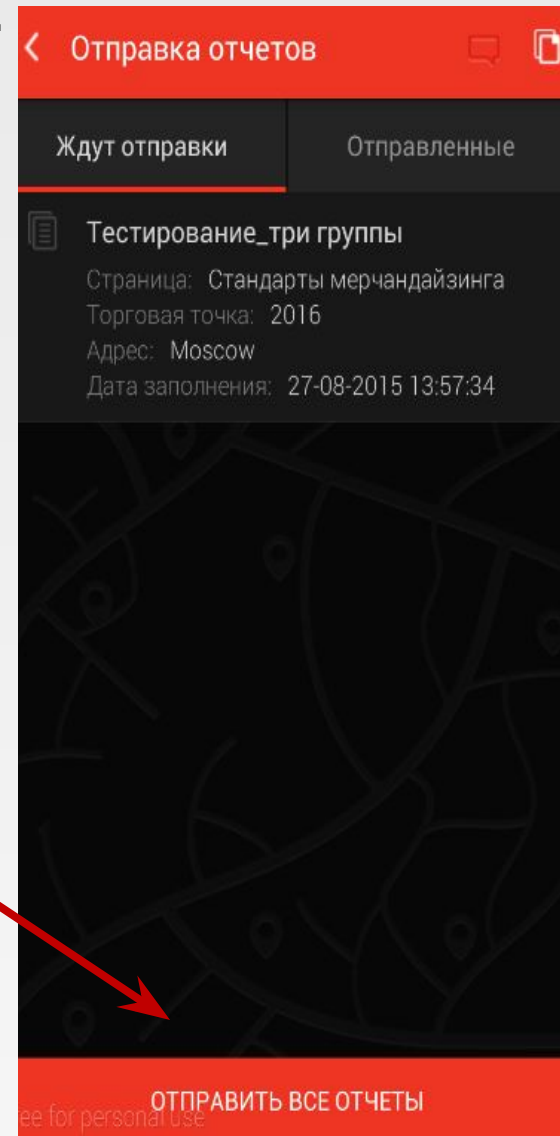 Отправка отчетов
Ждут отправки
Отправленные
Тестирование_три группы
Страница: Стандарты мерчандайзинга
Торговая точка: 2016
Адрес: Moscow
Дата заполнения: 27-08-2015 13:57:34
ОТПРАВИТЬ ВСЕ ОТЧЕТЫ
ee for personal use